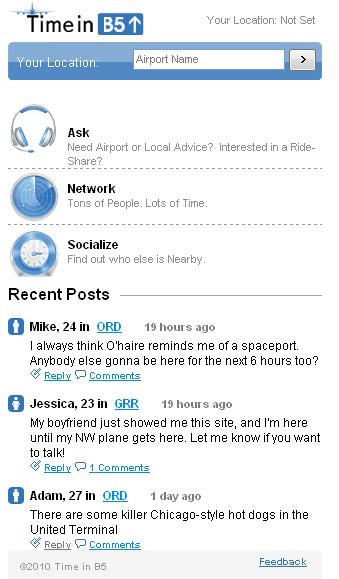 Time in B5↑
Your Location: Not Set
Your Location: Airport Name >
Ask
Need Airport or Local Advice? Interested in a Ride-
Share?
Network
Tons of People. Lots of Time.
Socialize
Find out who else is Nearby.
Recent Posts
Mike, 24 in ORD 19 hours ago
I always think O'haire reminds me of a spaceport.
Anybody else gonna be here for the next 6 hours too?
Reply Comments
Jessica, 23 in GRR 19 hours ago
My boyfriend just showed me this site, and I'm here
until my NW plane gets here. Let me know if you want
to talk!
Reply 1 Comments
Adam, 27 in ORD 1 day ago
There are some killer Chicago-style hot dogs in the
United Terminal
Reply Comments
©2010 Time in B5 Feedback